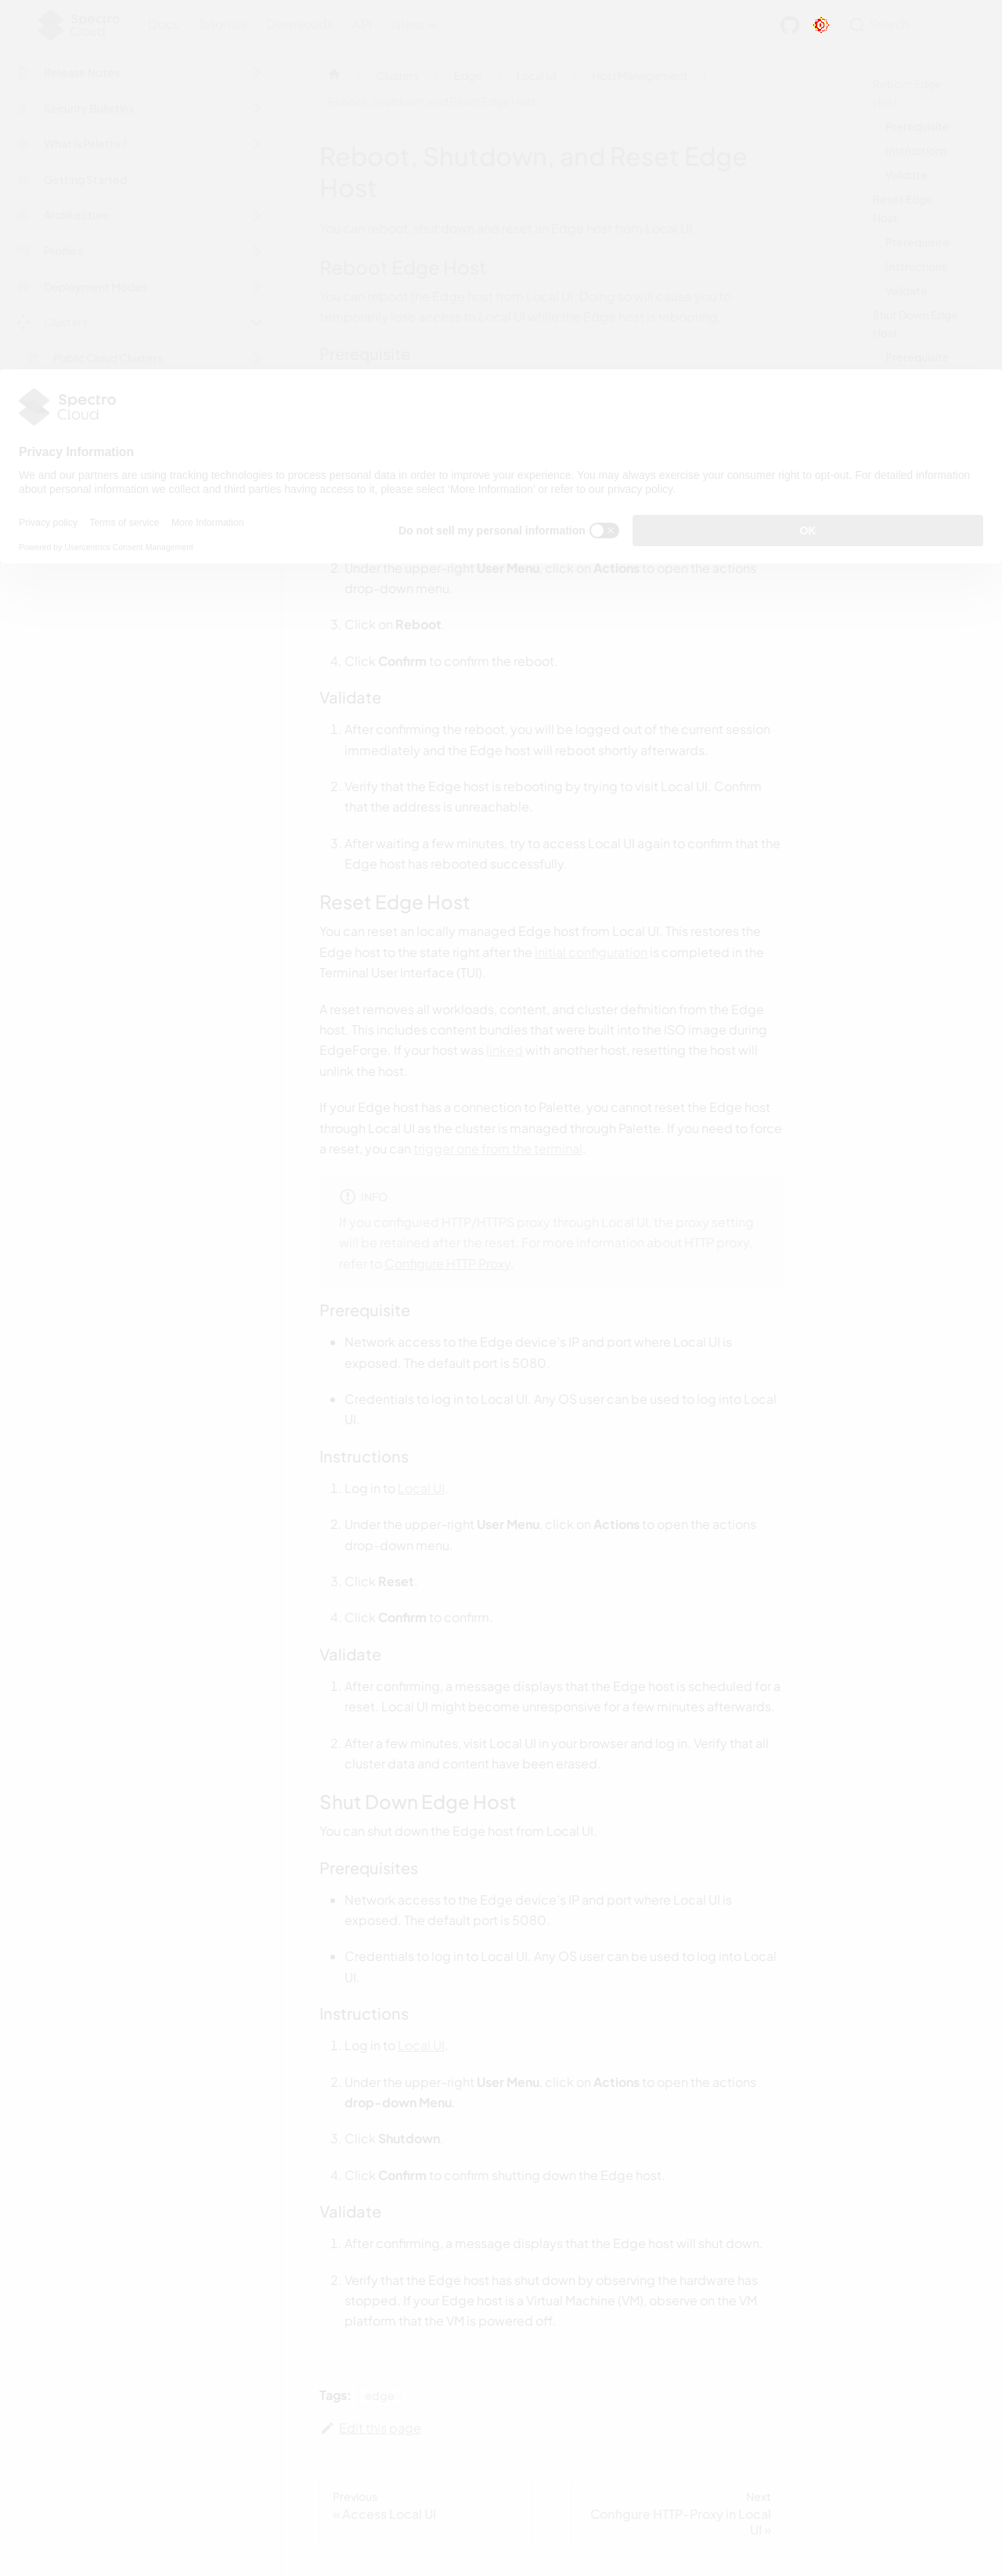 Spectro
Cloud
Docs
Downloads
API
Search
Release Notes
Security Bulletins
What is Palette?
Getting Started
Architecture
Profiles
Deployment Modes
Clusters
Public Cloud Clusters
Clusters
Edge
Local UI
Host Management
Reboot, Shutdown, and Reset Edge Host
Reboot, Shutdown, and Reset Edge
Host
You can reboot, shut down and reset an Edge host from Local UI.
Reboot Edge Host
You can reboot the Edge host from Local UI. Doing so will cause you to
temporarily lose access to Local UI while the Edge host is rebooting.
Prerequisite
Reboot Edge
Host
Prerequisite
Instructions
Validate
Reset Edge
Host
Prerequisite
Instructions
Validate
Shut Down Edge
Host
Prerequisites
Spectro
Cloud
Privacy Information
We and our partners are using tracking technologies to process personal data in order to improve your experience. You may always exercise your consumer right to opt-out. For detailed information
about personal information we collect and third parties having access to it, please select 'More Information' or refer to our privacy policy.
Privacy policy Terms of service More Information
Powered by Usercentrics Consent Management
Do not sell my personal information
OK
2. Under the upper-right User Menu, click on Actions to open the actions
drop-down menu.
3. Click on Reboot.
4. Click Confirm to confirm the reboot.
Validate
1. After confirming the reboot, you will be logged out of the current session
immediately and the Edge host will reboot shortly afterwards.
2. Verify that the Edge host is rebooting by trying to visit Local UI. Confirm
that the address is unreachable.
3. After waiting a few minutes, try to access Local UI again to confirm that the
Edge host has rebooted successfully.
Reset Edge Host
You can reset an locally managed Edge host from Local UI. This restores the
Edge host to the state right after the initial configuration is completed in the
Terminal User Interface (TUI).
A reset removes all workloads, content, and cluster definition from the Edge
host. This includes content bundles that were built into the ISO image during
EdgeForge. If your host was linked with another host, resetting the host will
unlink the host.
If your Edge host has a connection to Palette, you cannot reset the Edge host
through Local UI as the cluster is managed through Palette. If you need to force
a reset, you can trigger one from the terminal.
INFO
If you configured HTTP/HTTPS proxy through Local UI, the proxy setting
will be retained after the reset. For more information about HTTP proxy,
refer to Configure HTTP Proxy
Prerequisite
• Network access to the Edge device's IP and port where Local UI is
exposed. The default port is 5080.
• Credentials to log in to Local UI. Any OS user can be used to log into Local
UI.
Instructions
1. Log in to Local UI.
2. Under the upper-right User Menu, click on Actions to open the actions
drop-down menu.
3. Click Reset.
4. Click Confirm to confirm.
Validate
1. After confirming, a message displays that the Edge host is scheduled for a
reset. Local UI might become unresponsive for a few minutes afterwards.
2. After a few minutes, visit Local UI in your browser and log in. Verify that all
cluster data and content have been erased.
Shut Down Edge Host
You can shut down the Edge host from Local UI.
Prerequisites
• Network access to the Edge device's IP and port where Local UI is
exposed. The default port is 5080.
• Credentials to log in to Local UI. Any OS user can be used to log into Local
UI.
Instructions
1. Log in to Local UI.
2. Under the upper-right User Menu, click on Actions to open the actions
drop-down Menu.
3. Click Shutdown.
4. Click Confirm to confirm shutting down the Edge host.
Validate
1. After confirming, a message displays that the Edge host will shut down.
2. Verify that the Edge host has shut down by observing the hardware has
stopped. If your Edge host is a Virtual Machine (VM), observe on the VM
platform that the VM is powered off.
Tags: edge
Edit this page
Previous
« Access Local UI
Next
Configure HTTP-Proxy in Local
UI »